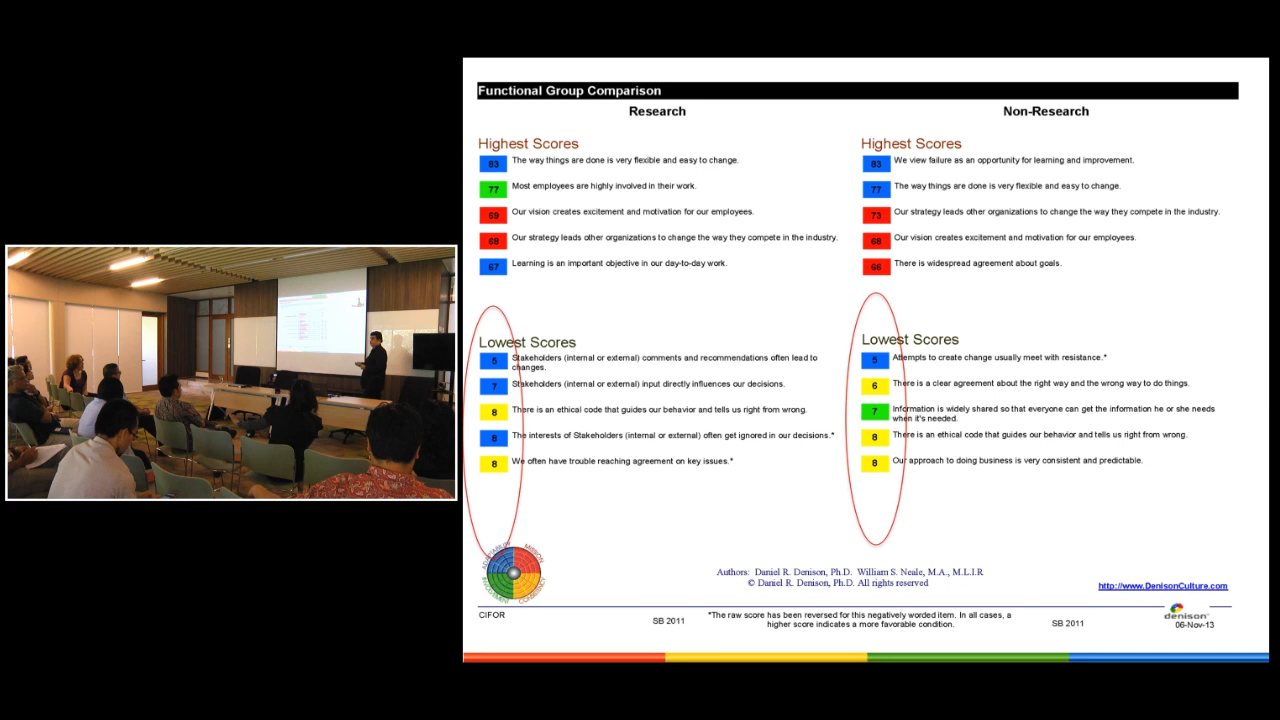 Functional Group Comparison
Research
Non-Research
Highest Scores
83 The way things are done is very flexible and easy to change.
77 Most employees are highly involved in their work.
69 Our vision creates excitement and motivation for our employees.
68 Our strategy leads other organizations to change the way they compete in the industry.
67 Learning is an important objective in our day-to-day work.
Highest Scores
83 We view failure as an opportunity for learning and improvement.
77 The way things are done is very flexible and easy to change.
73 Our strategy leads other organizations to change the way they compete in the industry.
68 Our vision creates excitement and motivation for our employees.
66 There is widespread agreement about goals.
Lowest Scores
5 Stakeholders (internal or external) comments and recommendations often lead to
changes.
7 Stakeholders (internal or external) input directly influences our decisions.
8 There is an ethical code that guides our behavior and tells us right from wrong.
8 The interests of Stakeholders (internal or external) often get ignored in our decisions.*
8 We often have trouble reaching agreement on key issues.*
Lowest Scores
5 Attempts to create change usually meet with resistance.*
6 There is a clear agreement about the right way and the wrong way to do things.
7 Information is widely shared so that everyone can get the information he or she needs
when it's needed.
8 There is an ethical code that guides our behavior and tells us right from wrong.
8 Our approach to doing business is very consistent and predictable.
ADAPTABILITY
MISSION
INVOLVEMENT
CONSISTENCY
Authors: Daniel R. Denison, Ph.D. William S. Neale, M.A., M.L.I.R
© Daniel R. Denison, Ph.D. All rights reserved
http://www.DenisonCulture.com
CIFOR
SB 2011
*The raw score has been reversed for this negatively worded item. In all cases, a
higher score indicates a more favorable condition.
SB 2011
denison
06-Nov-13